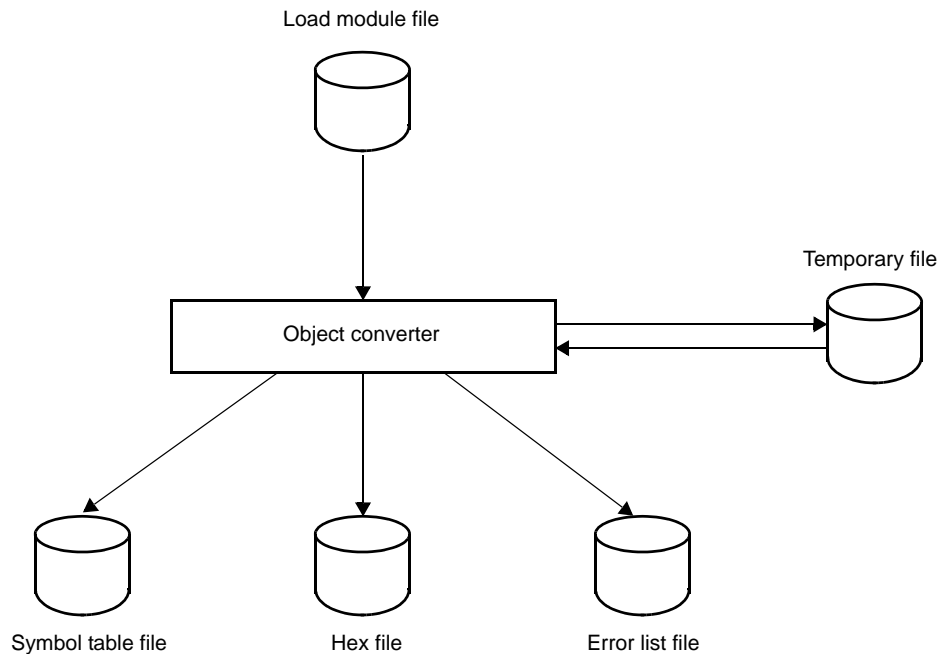 Load module file
Temporary file
Object converter
Symbol table file
Hex file
Error list file